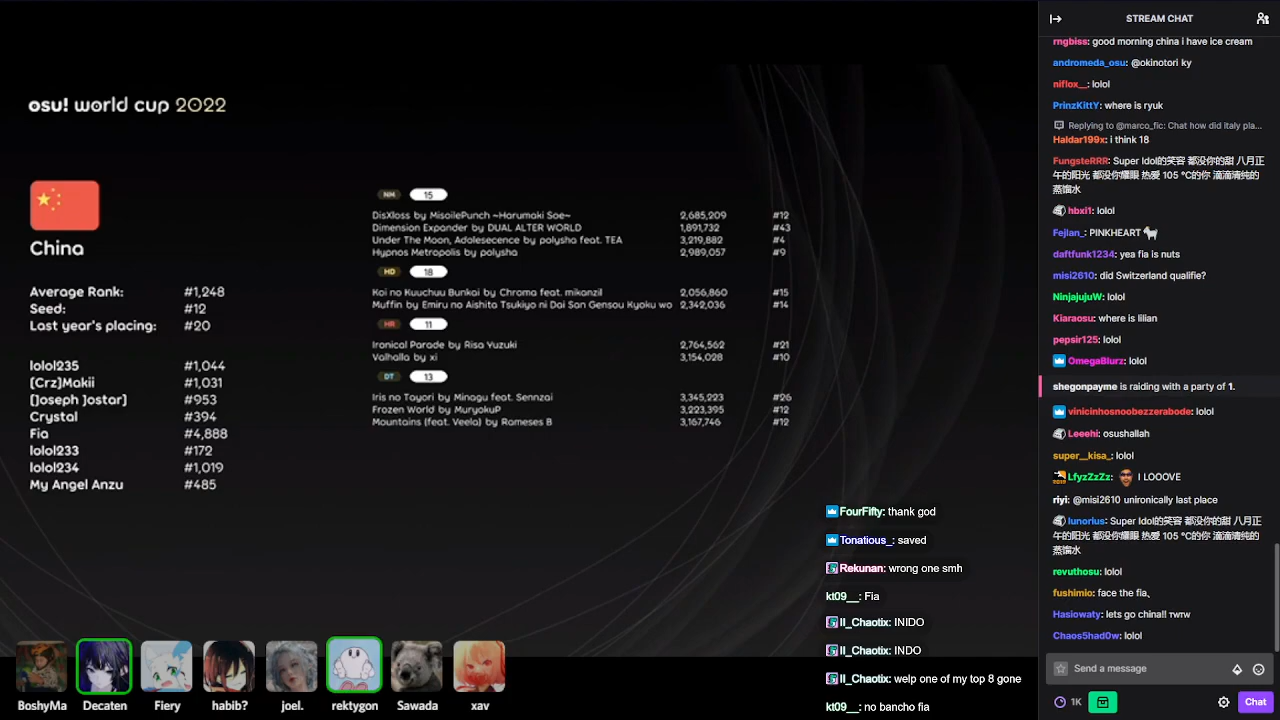 osu! world cup 2022
China
Average Rank: #1,248
Seed: #12
Last year's placing: #20
lolol235 #1,044
[Crz]Makii #1,031
[Joseph Jostar] #953
Crystal #394
Fia #4,888
lolol233 #172
lolol234 #1,019
My Angel Anzu #485
NM 15
DisXloss by MisoilePunch ~Harumaki Soe~ 2,685,209 #12
Dimension Expander by DUAL ALTER WORLD 1,891,732 #43
Under The Moon, Adolesecence by polysha feat. TEA 3,219,882 #4
Hypnos Metropolis by polysha 2,989,057 #9
HD 18
Koi no Kuuchuu Bunkai by Chroma feat. mikanzil 2,056,860 #15
Muffin by Emiru no Aishita Tsukiyo ni Dai San Gensou Kyoku wo 2,342,036 #14
HR 11
Ironical Parade by Risa Yuzuki 2,764,562 #21
Valhalla by xi 3,154,028 #10
DT 13
Iris no Tayori by Minagu feat. Sennzai 3,345,223 #26
Frozen World by MuryokuP 3,223,395 #12
Mountains (feat. Veela) by Rameses B 3,167,746 #12
FourFifty: thank god
Tonatious_: saved
Rekunan: wrong one smh
kt09__: Fia
II_Chaotix: INIDO
II_Chaotix: INDO
II_Chaotix: welp one of my top 8 gone
kt09__: no bancho fia
BoshyMa Decaten Fiery habib? joel. rektygon Sawada xav
STREAM CHAT
rngbiss: good morning china i have ice cream
andromeda_osu: @okinotori ky
niflox__: lolol
PrinzKittY: where is ryuk
Replying to @marco_fic: Chat how did italy pla...
Haldar199x: i think 18
FungsteRRR: Super Idol的笑容 都没你的甜 八月正
午的阳光 都没你耀眼 热爱 105 °C的你 滴滴清纯的
蒸馏水
hbxi1: lolol
Fejlan_: PINKHEART
daftfunk1234: yea fia is nuts
misi2610: did Switzerland qualifie?
NinjajujuW: lolol
Kiaraosu: where is lilian
pepsir125: lolol
OmegaBlurz: lolol
shegonpayme is raiding with a party of 1.
vinicinhosnoobezzerabode: lolol
Leeehi: osushallah
super__kisa_: lolol
LfyzZzZz: I LOOOVE
riyi: @misi2610 unironically last place
lunorius: Super Idol的笑容 都没你的甜 八月正
午的阳光 都没你耀眼 热爱 105 °C的你 滴滴清纯的
蒸馏水
revuthosu: lolol
fushimio: face the fia、
Hasiowaty: lets go china!! ᴛᴡɪᴡ
Chaos5had0w: lolol
Send a message
1K
Chat